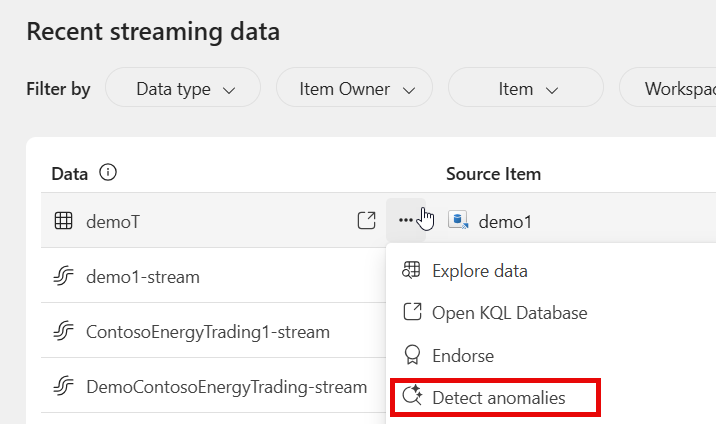 Recent streaming data
Filter by Data type Item Owner Item Workspac
Data Source Item
demoT demo1
demo1-stream Explore data
Open KQL Database
ContosoEnergyTrading1-stream
Endorse
DemoContosoEnergyTrading-stream Detect anomalies